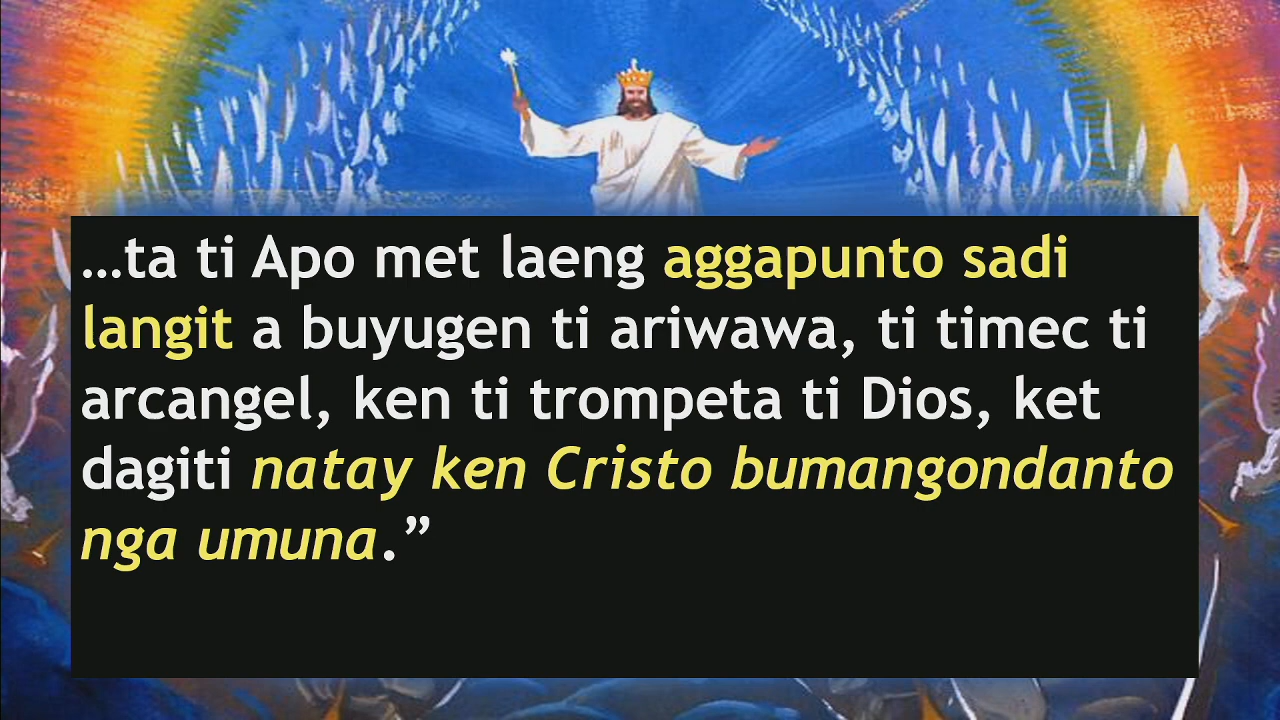 …ta ti Apo met laeng aggapunto sadi
langit a buyugen ti ariwawa, ti timec ti
arcangel, ken ti trompeta ti Dios, ket
dagiti natay ken Cristo bumangondanto
nga umuna.”